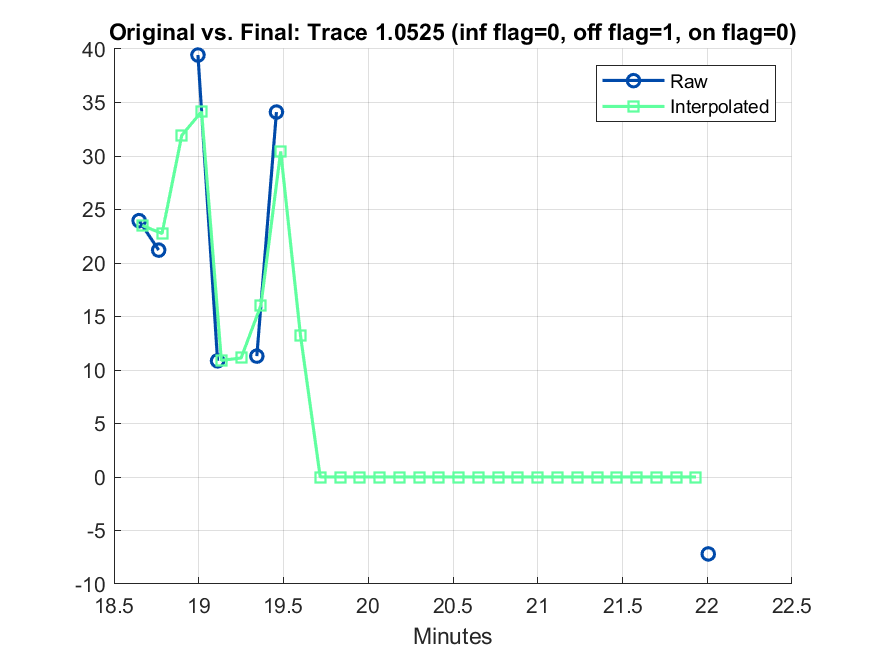 Original vs. Final: Trace 1.0525 (inf flag=0, off flag=1, on flag=0)
40
35
30
25
20
15
10
5
0
-5
-10
Raw
Interpolated
18.5 19 19.5 20 20.5 21 21.5 22 22.5
Minutes